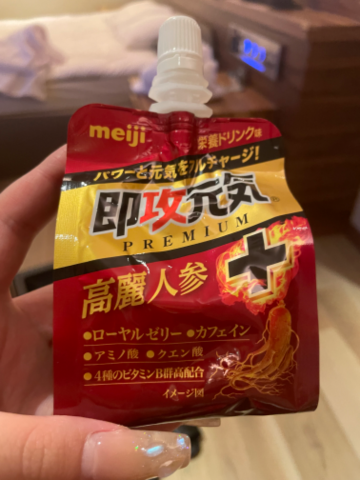 meiji
栄養ドリンク味
パワーと元気をフルチャージ!
即攻元気
PREMIUM
高麗人参
●ローヤルゼリー ●カフェイン
●アミノ酸 ●クエン酸
●4種のビタミンB群高配合
イメージ図